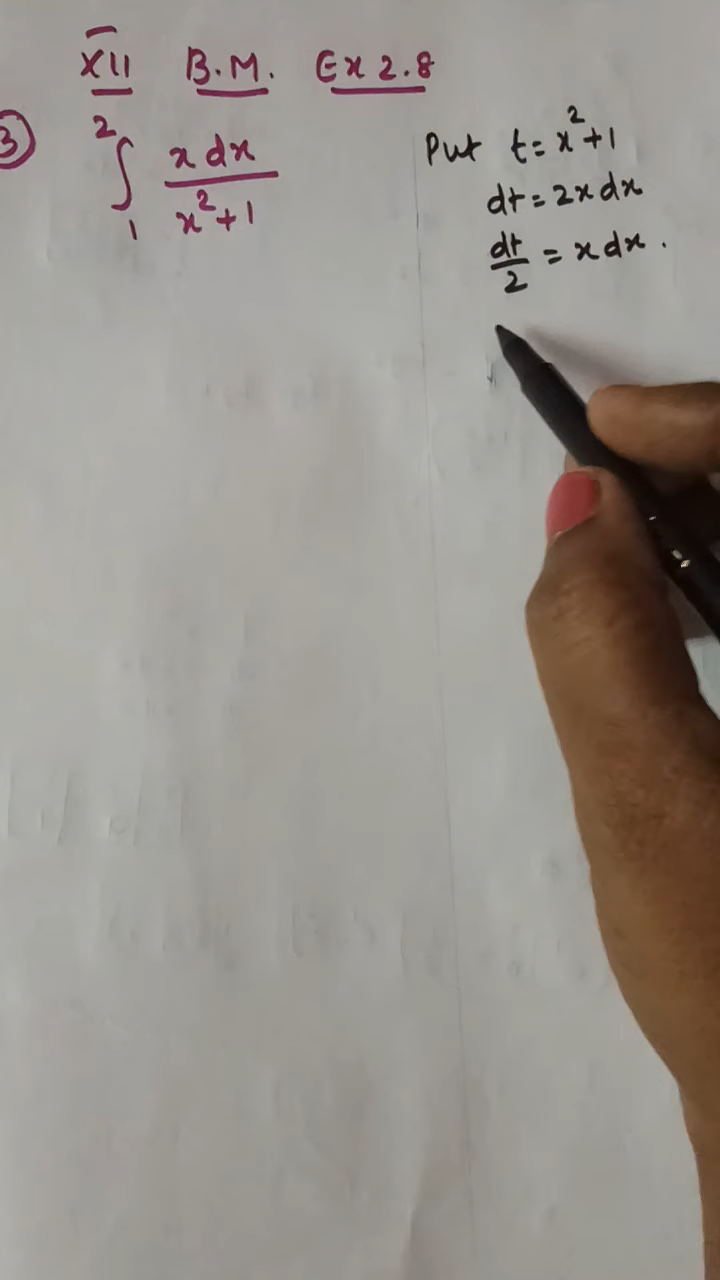 XII B.M. Ex 2.8
3) ∫₁² x dx / x²+1
Put t = x²+1
dt = 2x dx
dt/2 = x dx.